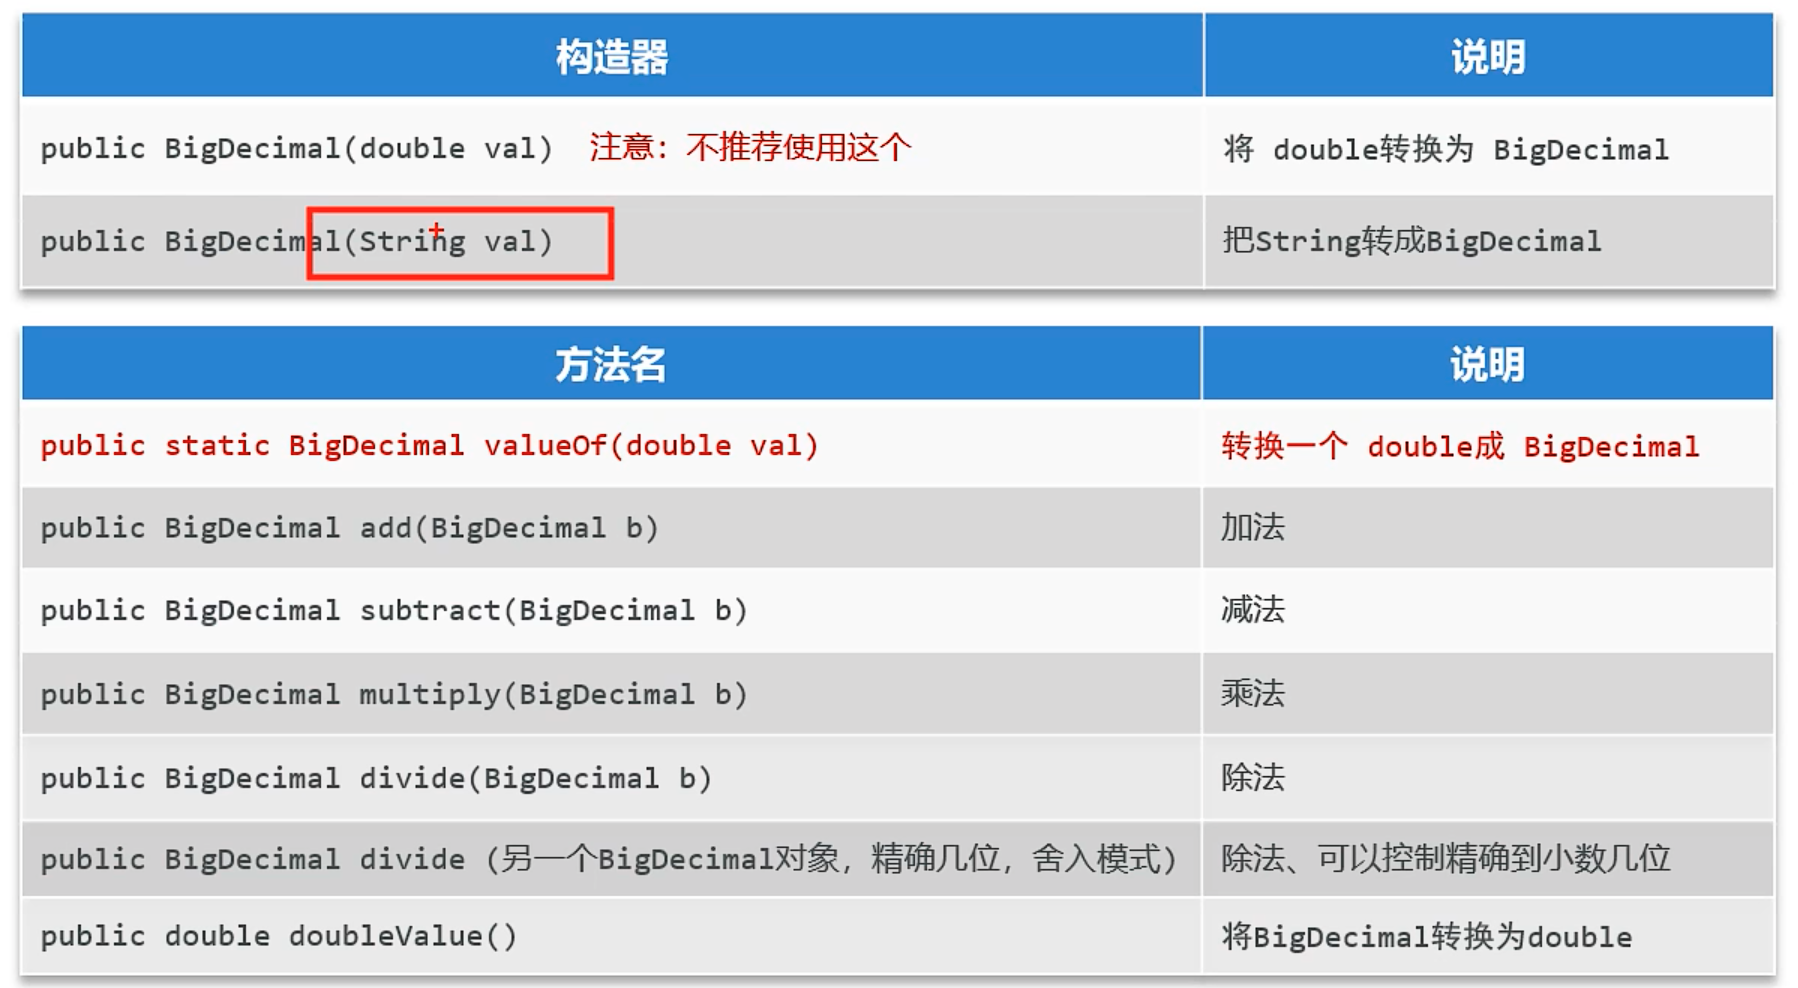 构造器 说明
public BigDecimal(double val) 注意：不推荐使用这个 将 double转换为 BigDecimal
public BigDecimal(String val) 把String转成BigDecimal
方法名 说明
public static BigDecimal valueOf(double val) 转换一个 double成 BigDecimal
public BigDecimal add(BigDecimal b) 加法
public BigDecimal subtract(BigDecimal b) 减法
public BigDecimal multiply(BigDecimal b) 乘法
public BigDecimal divide(BigDecimal b) 除法
public BigDecimal divide (另一个BigDecimal对象，精确几位，舍入模式) 除法、可以控制精确到小数几位
public double doubleValue() 将BigDecimal转换为double